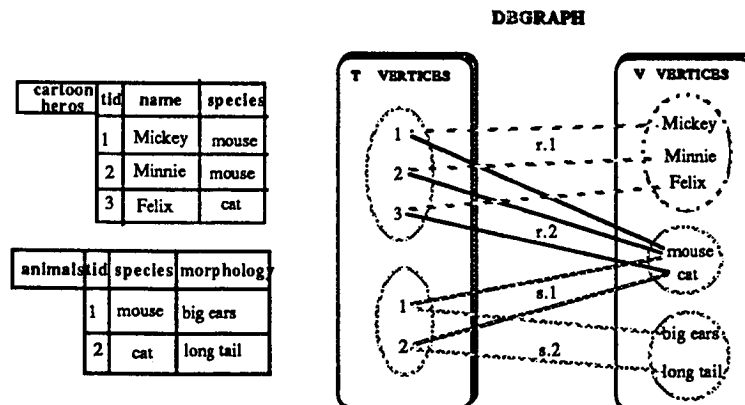 DBGRAPH
cartoon heros tid name species
1 Mickey mouse
2 Minnie mouse
3 Felix cat
animals tid species morphology
1 mouse big ears
2 cat long tail
T VERTICES
1
2
3
1
2
r.1
r.2
s.1
s.2
V VERTICES
Mickey
Minnie
Felix
mouse
cat
big ears
long tail